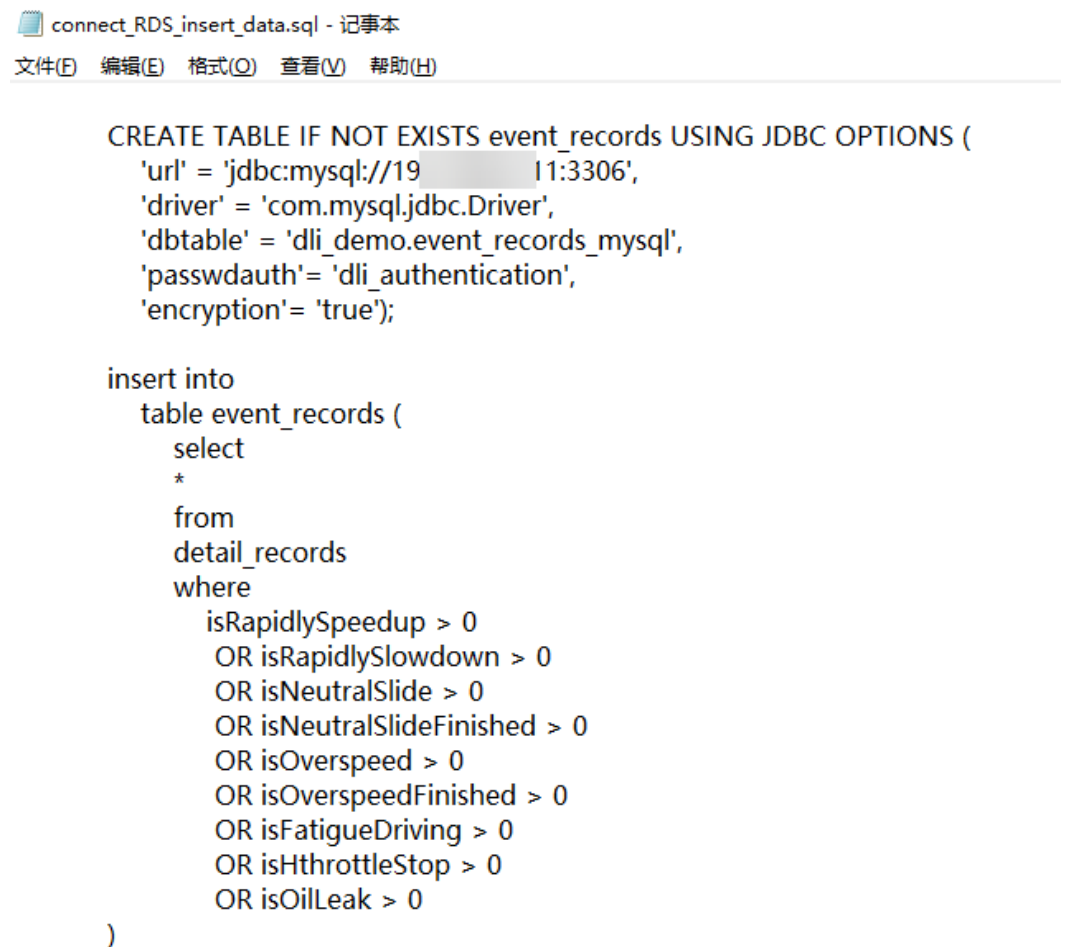 connect_RDS_insert_data.sql - 记事本
文件(F) 编辑(E) 格式(O) 查看(V) 帮助(H)
CREATE TABLE IF NOT EXISTS event_records USING JDBC OPTIONS (
'url' = 'jdbc:mysql://19 11:3306',
'driver' = 'com.mysql.jdbc.Driver',
'dbtable' = 'dli_demo.event_records_mysql',
'passwdauth'= 'dli_authentication',
'encryption'= 'true');
insert into
table event_records (
select
*
from
detail_records
where
isRapidlySpeedup > 0
OR isRapidlySlowdown > 0
OR isNeutralSlide > 0
OR isNeutralSlideFinished > 0
OR isOverspeed > 0
OR isOverspeedFinished > 0
OR isFatigueDriving > 0
OR isHthrottleStop > 0
OR isOilLeak > 0
)